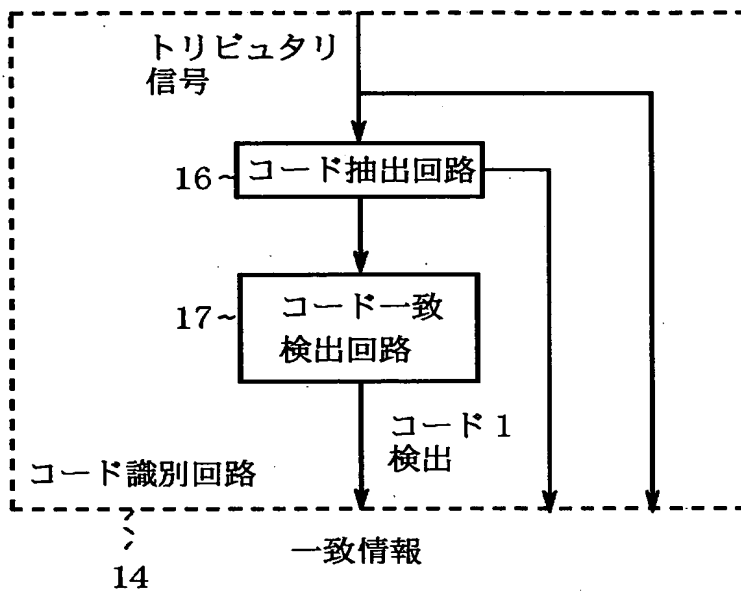 トリビュタリ
信号
16~ コード抽出回路
17~ コード一致
検出回路
コード1
検出
コード識別回路
一致情報
14